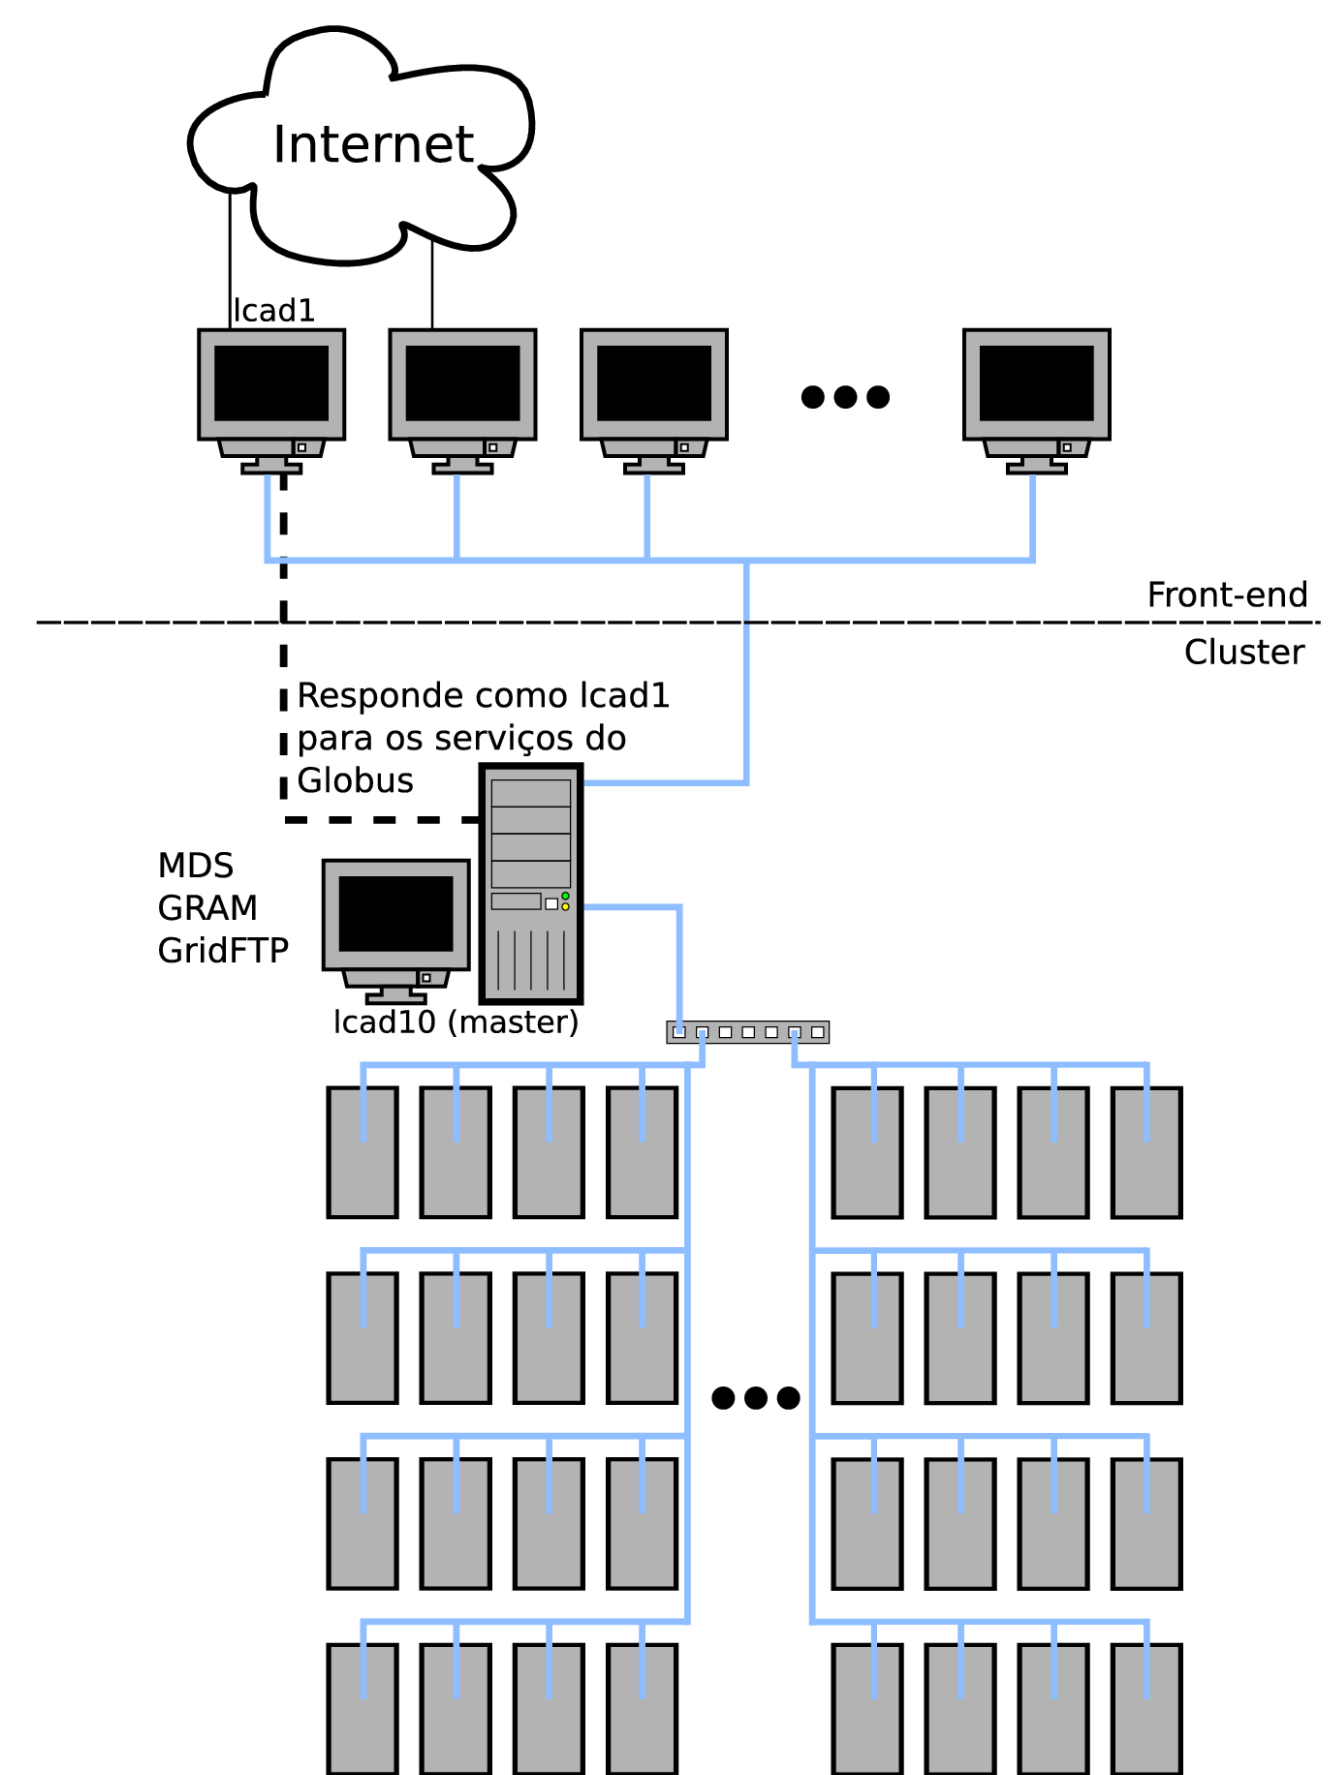 Internet
lcad1
Front-end
Cluster
Responde como lcad1
para os serviços do
Globus
MDS
GRAM
GridFTP
lcad10 (master)